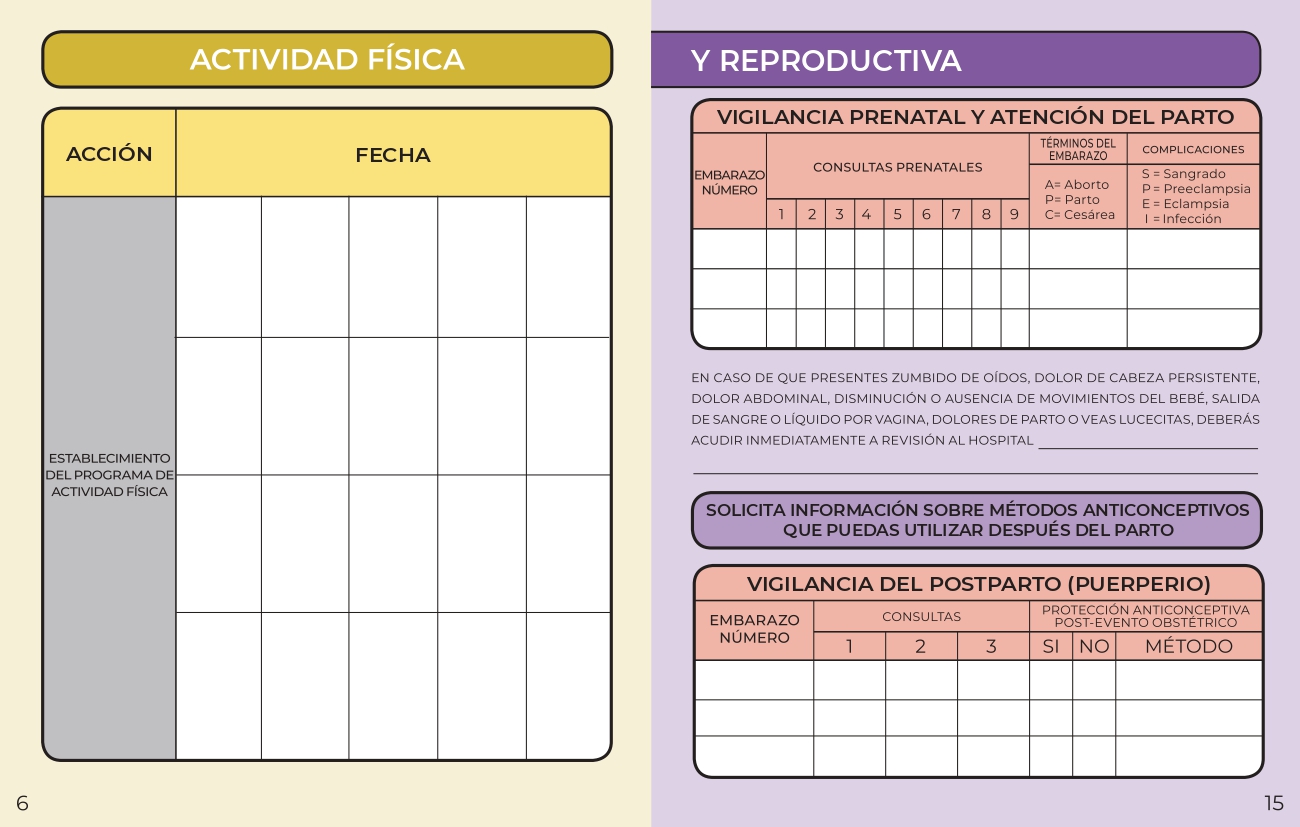 ACTIVIDAD FÍSICA
ACCIÓN
FECHA
ESTABLECIMIENTO
DEL PROGRAMA DE
ACTIVIDAD FÍSICA
6
Y REPRODUCTIVA
VIGILANCIA PRENATAL Y ATENCIÓN DEL PARTO
EMBARAZO
NÚMERO
CONSULTAS PRENATALES
1 2 3 4 5 6 7 8 9
TÉRMINOS DEL
EMBARAZO
A= Aborto
P= Parto
C= Cesárea
COMPLICACIONES
S = Sangrado
P = Preeclampsia
E = Eclampsia
I = Infección
EN CASO DE QUE PRESENTES ZUMBIDO DE OÍDOS, DOLOR DE CABEZA PERSISTENTE,
DOLOR ABDOMINAL, DISMINUCIÓN O AUSENCIA DE MOVIMIENTOS DEL BEBÉ, SALIDA
DE SANGRE O LÍQUIDO POR VAGINA, DOLORES DE PARTO O VEAS LUCECITAS, DEBERÁS
ACUDIR INMEDIATAMENTE A REVISIÓN AL HOSPITAL
SOLICITA INFORMACIÓN SOBRE MÉTODOS ANTICONCEPTIVOS
QUE PUEDAS UTILIZAR DESPUÉS DEL PARTO
VIGILANCIA DEL POSTPARTO (PUERPERIO)
EMBARAZO
NÚMERO
CONSULTAS
1 2 3
PROTECCIÓN ANTICONCEPTIVA
POST-EVENTO OBSTÉTRICO
SI NO MÉTODO
15